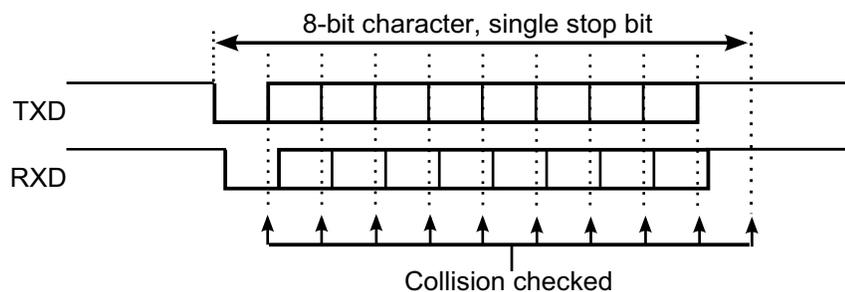 8-bit character, single stop bit
TXD
RXD
Collision checked